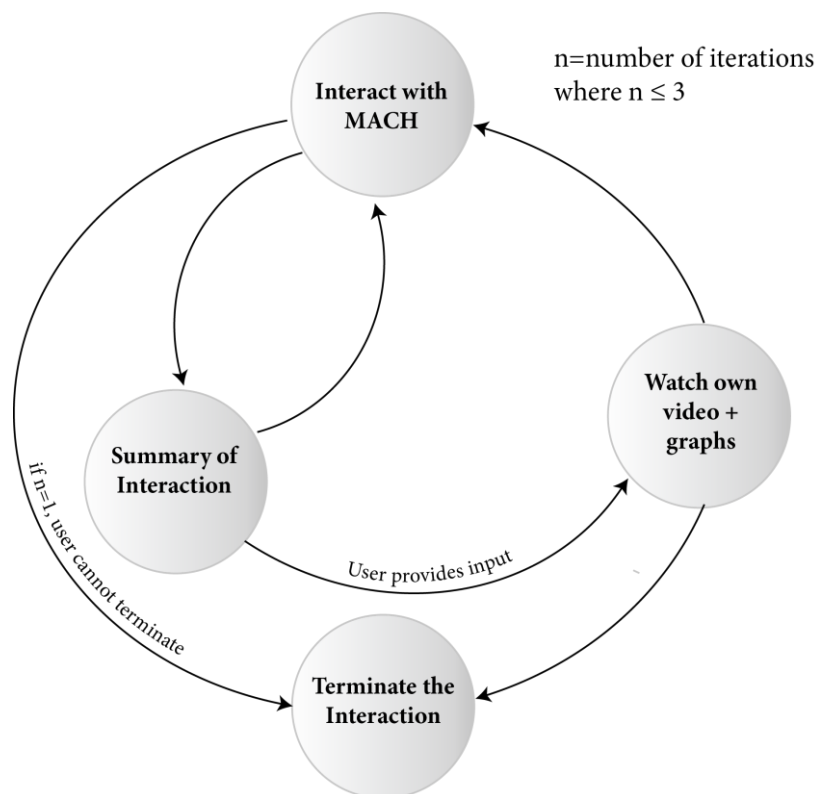 Interact with
MACH
n=number of iterations
where n ≤ 3
Watch own
video +
graphs
Summary of
Interaction
if n=1, user cannot terminate
User provides input
Terminate the
Interaction